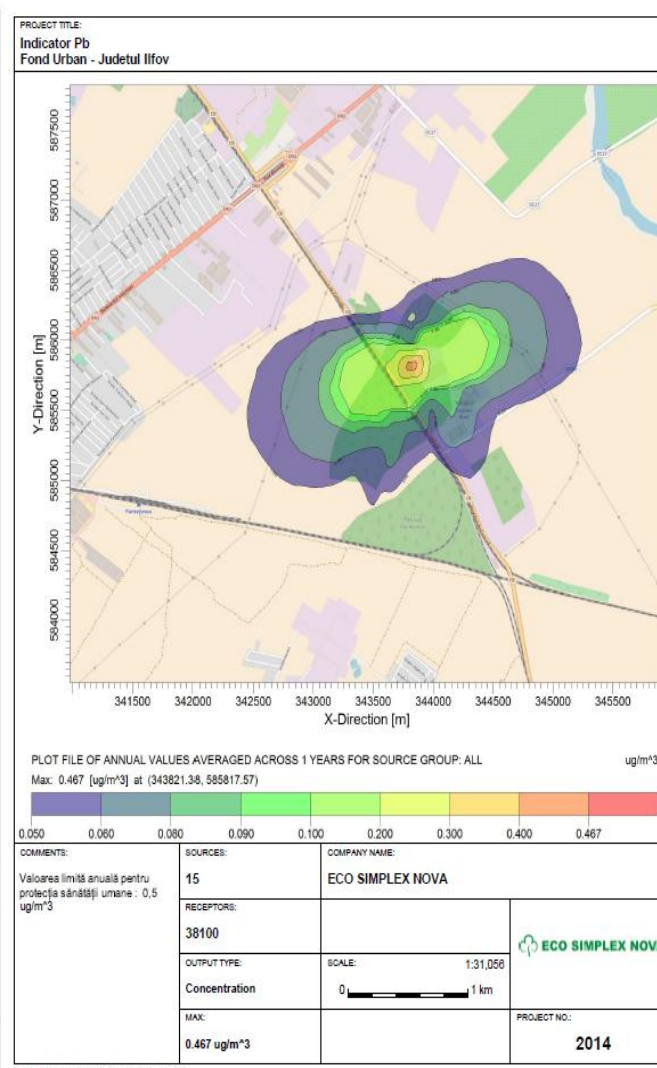 PROJECT TITLE:
Indicator Pb
Fond Urban - Judetul Ilfov
Y-Direction [m]
587500
587000
586500
586000
585500
585000
584500
584000
341500 342000 342500 343000 343500 344000 344500 345000 345500
X-Direction [m]
PLOT FILE OF ANNUAL VALUES AVERAGED ACROSS 1 YEARS FOR SOURCE GROUP: ALL
ug/m^3
Max: 0.467 [ug/m^3] at (343821.38, 585817.57)
0.050 0.060 0.080 0.090 0.100 0.200 0.300 0.400 0.467
COMMENTS:
Valoarea limită anuală pentru
protecția sănătății umane : 0,5
ug/m^3
SOURCES:
15
COMPANY NAME:
ECO SIMPLEX NOVA
RECEPTORS:
38100
OUTPUT TYPE:
Concentration
SCALE:
1:31,056
0
1 km
ECO SIMPLEX NOV
MAX:
0.467 ug/m^3
PROJECT NO.:
2014